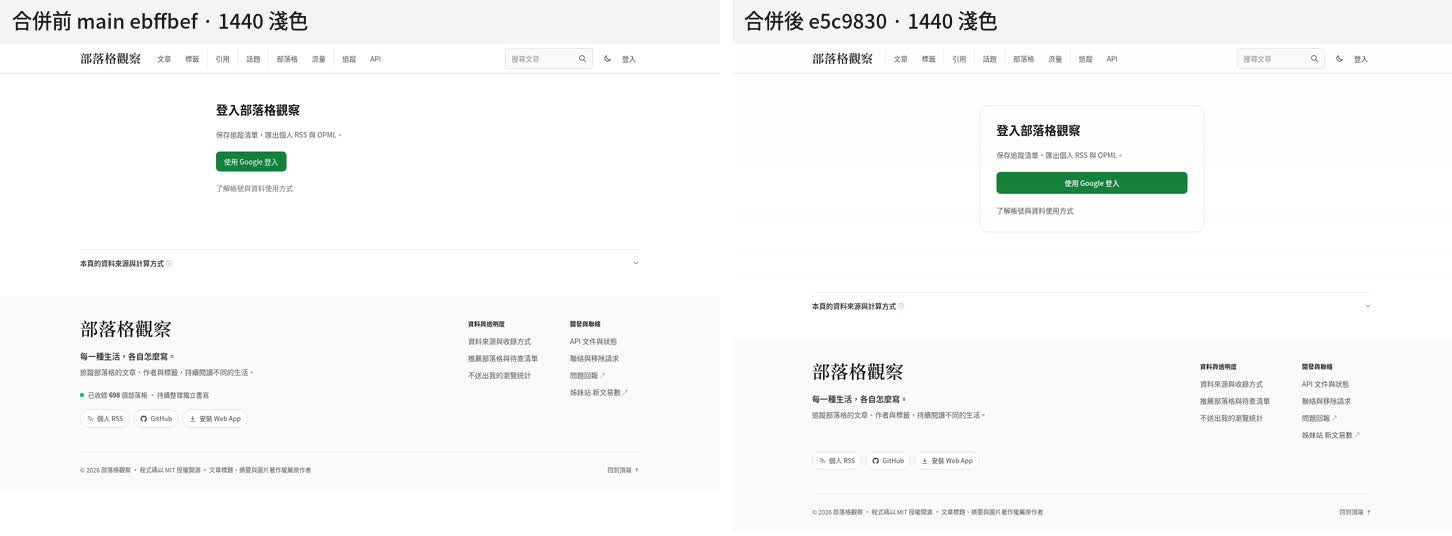 合併前 main ebffbef · 1440 淺色
部落格觀察 文章 標籤 引用 話題 部落格 流量 追蹤 API 搜尋文章 登入
登入部落格觀察
保存追蹤清單，匯出個人 RSS 與 OPML。
使用 Google 登入
了解帳號與資料使用方式
本頁的資料來源與計算方式
部落格觀察
每一種生活，各自怎麼寫。
追蹤部落格的文章、作者與標籤，持續閱讀不同的生活。
已收錄 698 個部落格 · 持續整理獨立書寫
個人 RSS GitHub 安裝 Web App
資料與透明度
資料來源與收錄方式
推薦部落格與待查清單
不送出我的瀏覽統計
開發與聯絡
API 文件與狀態
聯絡與移除請求
問題回報 ↗
姊妹站 新文易數 ↗
© 2026 部落格觀察 · 程式碼以 MIT 授權開源 · 文章標題、摘要與圖片著作權屬原作者 回到頂端 ↑
合併後 e5c9830 · 1440 淺色
部落格觀察 文章 標籤 引用 話題 部落格 流量 追蹤 API 搜尋文章 登入
登入部落格觀察
保存追蹤清單，匯出個人 RSS 與 OPML。
使用 Google 登入
了解帳號與資料使用方式
本頁的資料來源與計算方式
部落格觀察
每一種生活，各自怎麼寫。
追蹤部落格的文章、作者與標籤，持續閱讀不同的生活。
個人 RSS GitHub 安裝 Web App
資料與透明度
資料來源與收錄方式
推薦部落格與待查清單
不送出我的瀏覽統計
開發與聯絡
API 文件與狀態
聯絡與移除請求
問題回報 ↗
姊妹站 新文易數 ↗
© 2026 部落格觀察 · 程式碼以 MIT 授權開源 · 文章標題、摘要與圖片著作權屬原作者 回到頂端 ↑